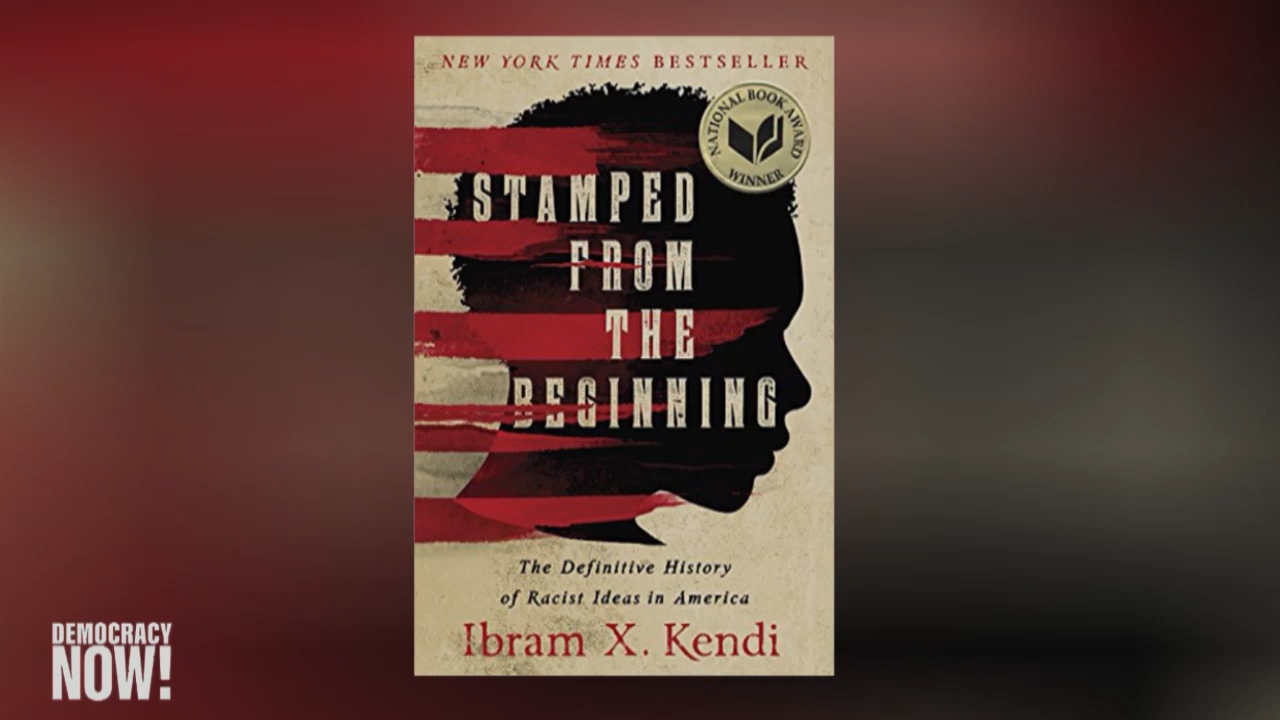 NEW YORK TIMES BESTSELLER
NATIONAL BOOK AWARD
WINNER
STAMPED
FROM
THE
BEGINNING
The Definitive History
of Racist Ideas in America
Ibram X. Kendi
DEMOCRACY
NOW!